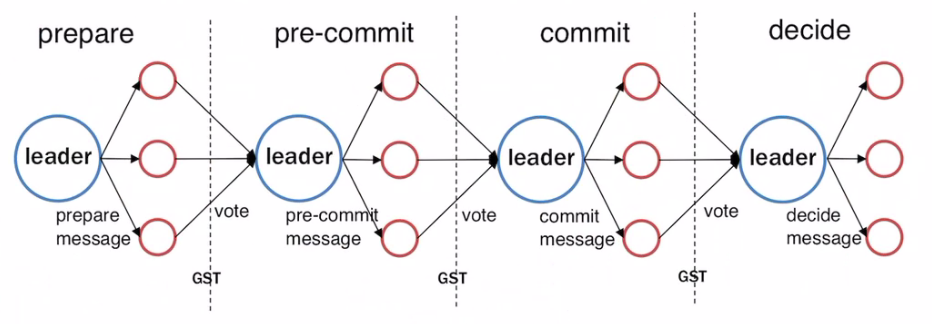 prepare
pre-commit
commit
decide
leader
leader
leader
leader
prepare
message
vote
pre-commit
message
vote
commit
message
vote
decide
message
GST
GST
GST